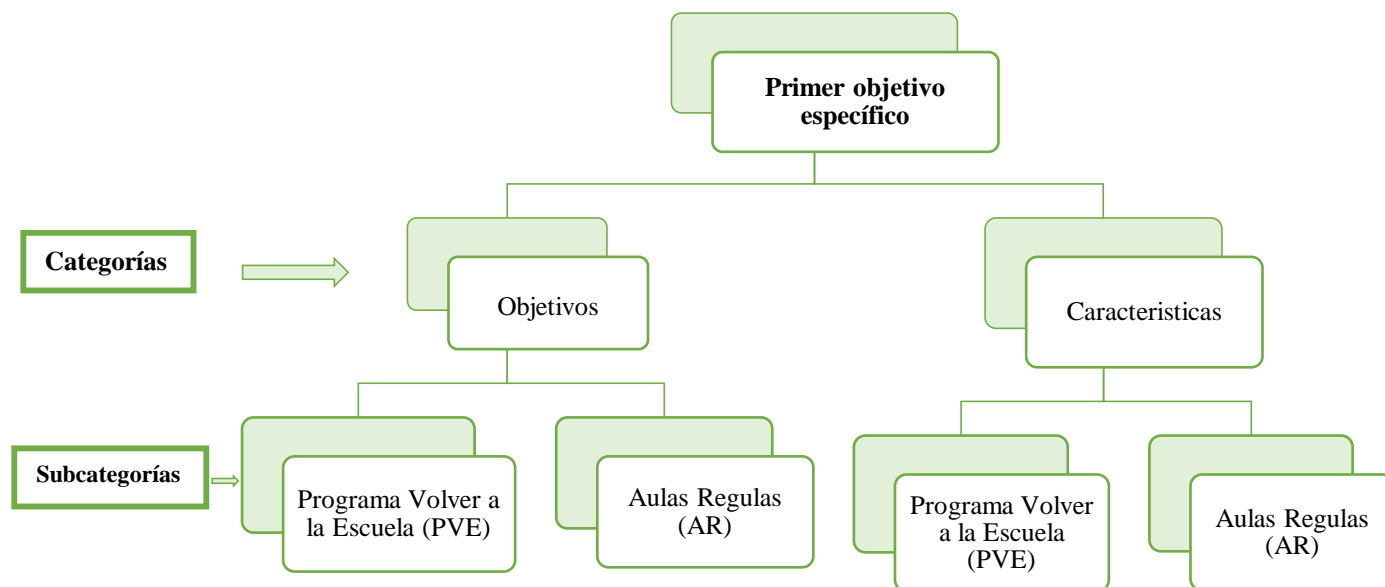 Primer objetivo
específico
Categorías
Objetivos
Caracteristicas
Subcategorías
Programa Volver a
la Escuela (PVE)
Aulas Regulas
(AR)
Programa Volver
a la Escuela
(PVE)
Aulas Regulas
(AR)